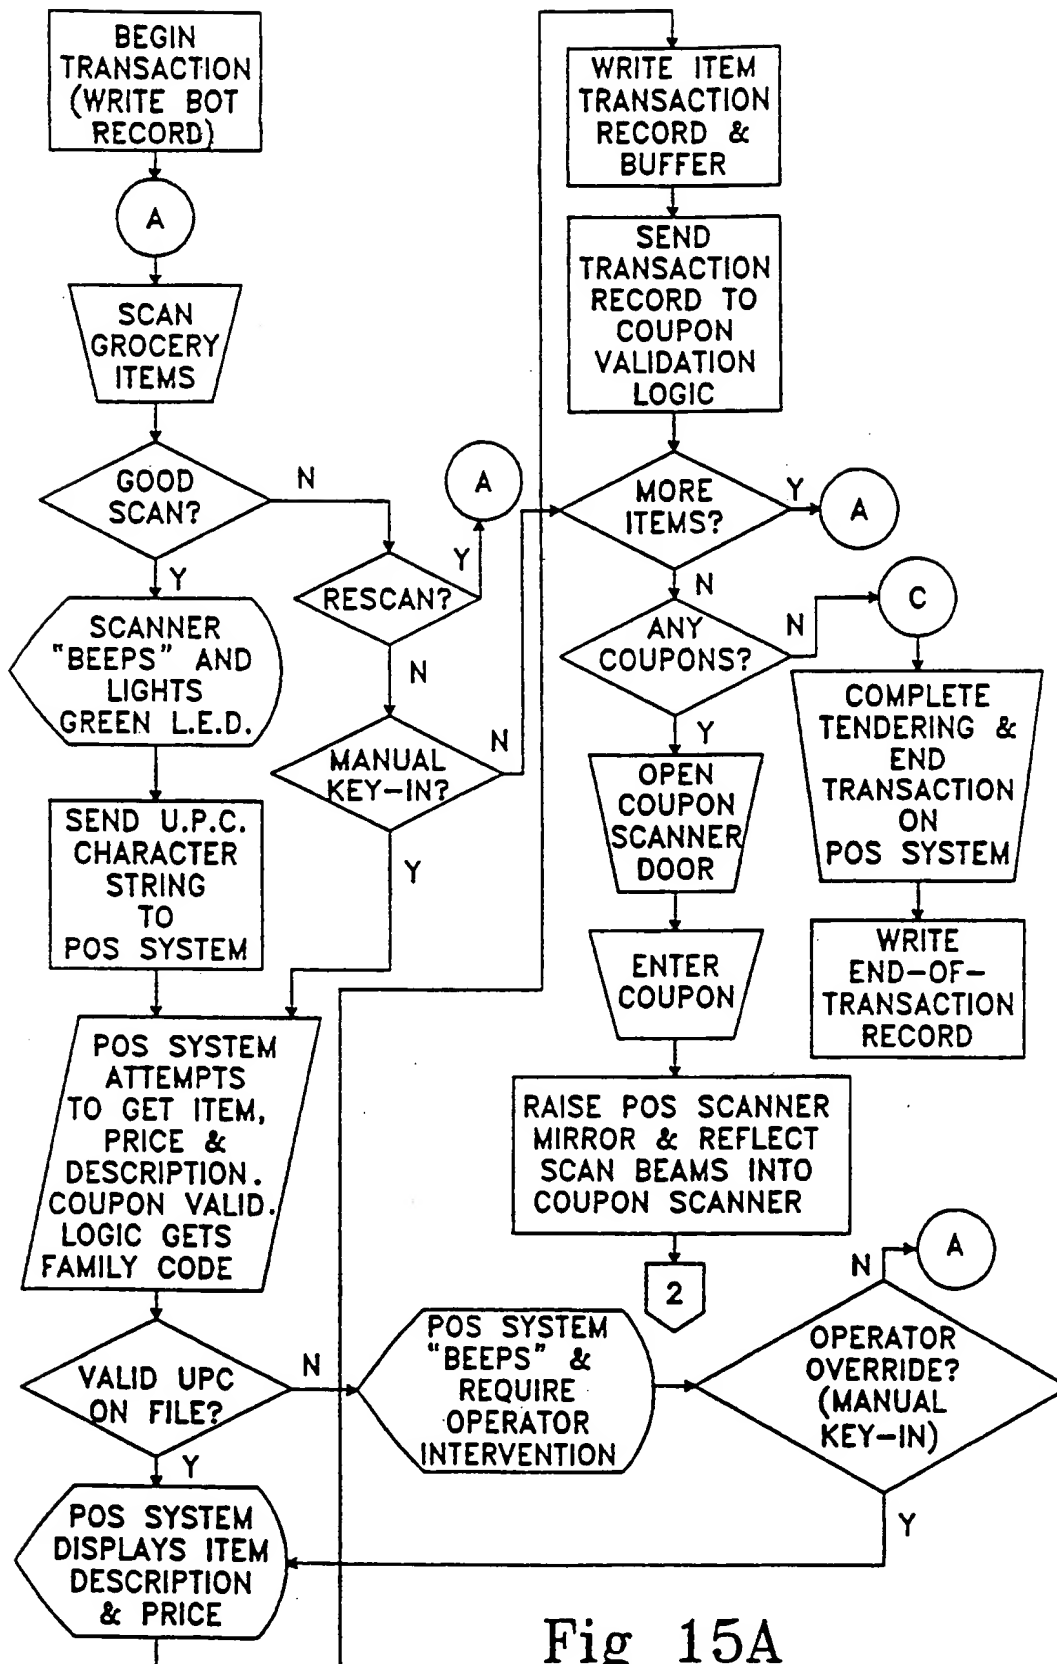 BEGIN
TRANSACTION
(WRITE BOT
RECORD)
A
SCAN
GROCERY
ITEMS
GOOD
SCAN?
N
Y
A
Y
RESCAN?
N
SCANNER
"BEEPS" AND
LIGHTS
GREEN L.E.D.
MANUAL
KEY-IN?
N
Y
SEND U.P.C.
CHARACTER
STRING
TO
POS SYSTEM
POS SYSTEM
ATTEMPTS
TO GET ITEM,
PRICE &
DESCRIPTION.
COUPON VALID.
LOGIC GETS
FAMILY CODE
VALID UPC
ON FILE?
N
Y
POS SYSTEM
DISPLAYS ITEM
DESCRIPTION
& PRICE
WRITE ITEM
TRANSACTION
RECORD &
BUFFER
SEND
TRANSACTION
RECORD TO
COUPON
VALIDATION
LOGIC
MORE
ITEMS?
Y
A
N
ANY
COUPONS?
N
C
Y
COMPLETE
TENDERING &
END
TRANSACTION
ON
POS SYSTEM
WRITE
END-OF-
TRANSACTION
RECORD
OPEN
COUPON
SCANNER
DOOR
ENTER
COUPON
RAISE POS SCANNER
MIRROR & REFLECT
SCAN BEAMS INTO
COUPON SCANNER
2
POS SYSTEM
"BEEPS" &
REQUIRE
OPERATOR
INTERVENTION
OPERATOR
OVERRIDE?
(MANUAL
KEY-IN)
N
A
Y
Fig 15A